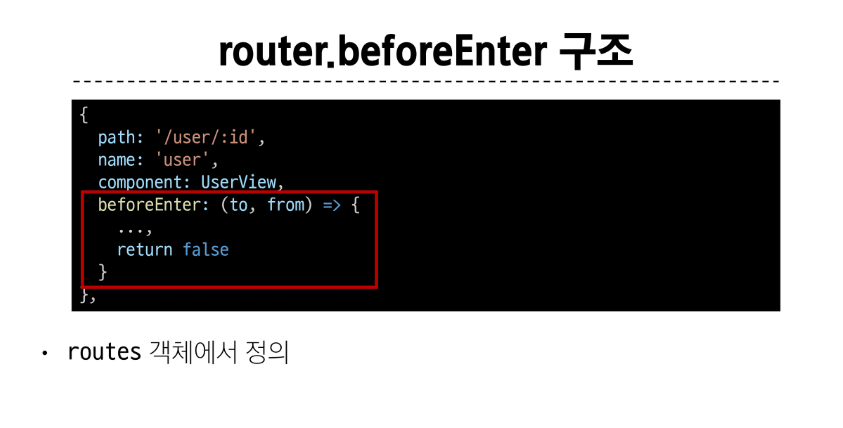 router.beforeEnter 구조
{
  path: '/user/:id',
  name: 'user',
  component: UserView,
  beforeEnter: (to, from) => {
    ...,
    return false
  }
},
• routes 객체에서 정의